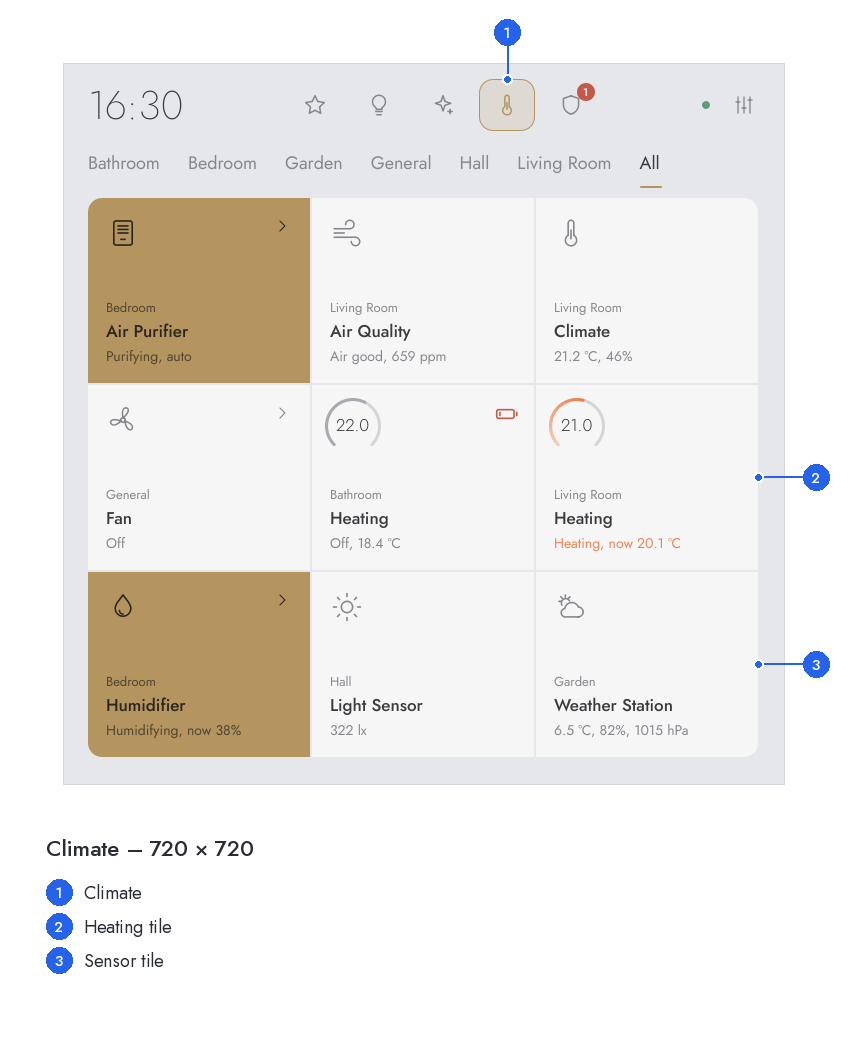 1
16:30
1
Bathroom Bedroom Garden General Hall Living Room All
Bedroom
Air Purifier
Purifying, auto
Living Room
Air Quality
Air good, 659 ppm
Living Room
Climate
21.2 °C, 46%
General
Fan
Off
22.0
Bathroom
Heating
Off, 18.4 °C
21.0
Living Room
Heating
Heating, now 20.1 °C
2
Bedroom
Humidifier
Humidifying, now 38%
Hall
Light Sensor
322 lx
Garden
Weather Station
6.5 °C, 82%, 1015 hPa
3
Climate – 720 × 720
1 Climate
2 Heating tile
3 Sensor tile